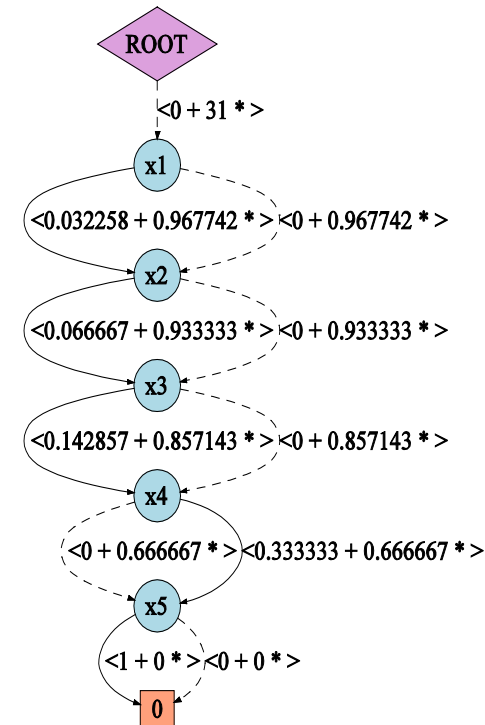 ROOT
<0 + 31 * >
x1
<0.032258 + 0.967742 * > <0 + 0.967742 * >
x2
<0.066667 + 0.933333 * > <0 + 0.933333 * >
x3
<0.142857 + 0.857143 * > <0 + 0.857143 * >
x4
<0 + 0.666667 * > <0.333333 + 0.666667 * >
x5
<1 + 0 * > <0 + 0 * >
0